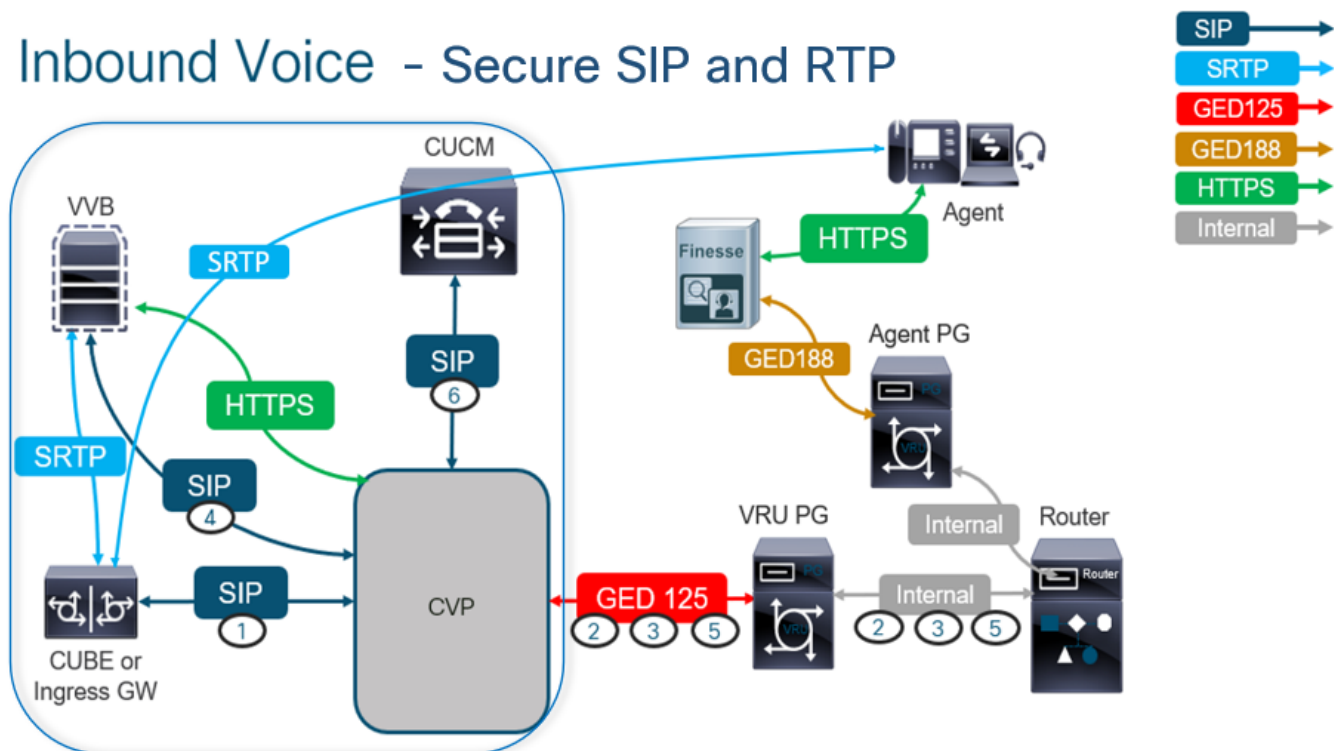 Inbound Voice - Secure SIP and RTP
SIP
SRTP
GED125
GED188
HTTPS
Internal
CUCM
VVB
SRTP
Agent
HTTPS
Finesse
SIP
6
HTTPS
GED188
Agent PG
PG
VRU
SRTP
SIP
4
Internal
VRU PG
Router
SIP
1
CVP
GED 125
2 3 5
PG
VRU
Internal
2 3 5
Router
CUBE or
Ingress GW